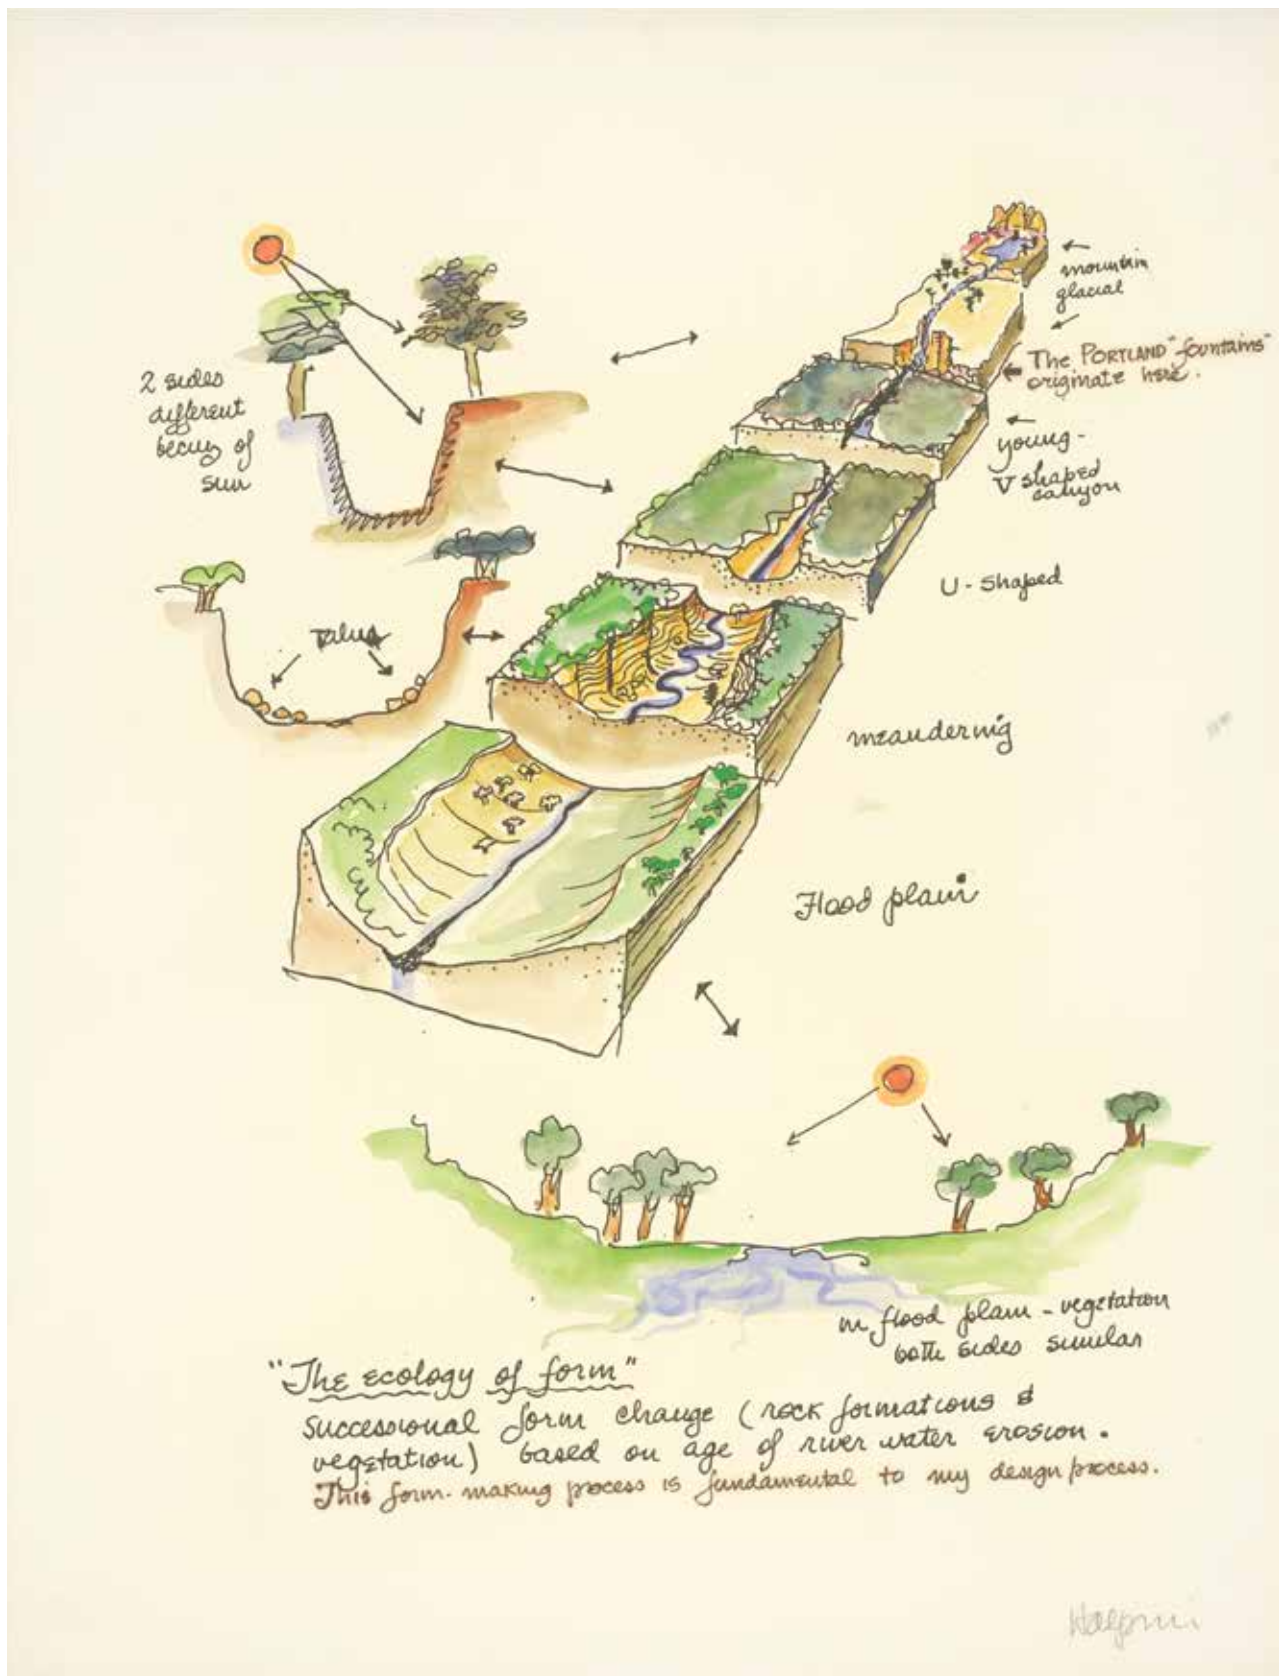 mountain
glacial
The PORTLAND "fountains"
originate here.
2 sides
different
of
sun
young -
V shaped
canyon
U - shaped
Talus
meandering
Flood plain
in flood plain - vegetation
both sides similar
"The ecology of form"
successional form change (rock formations &
vegetation) based on age of river water erosion.
This form-making process is fundamental to my design process.
Halprin